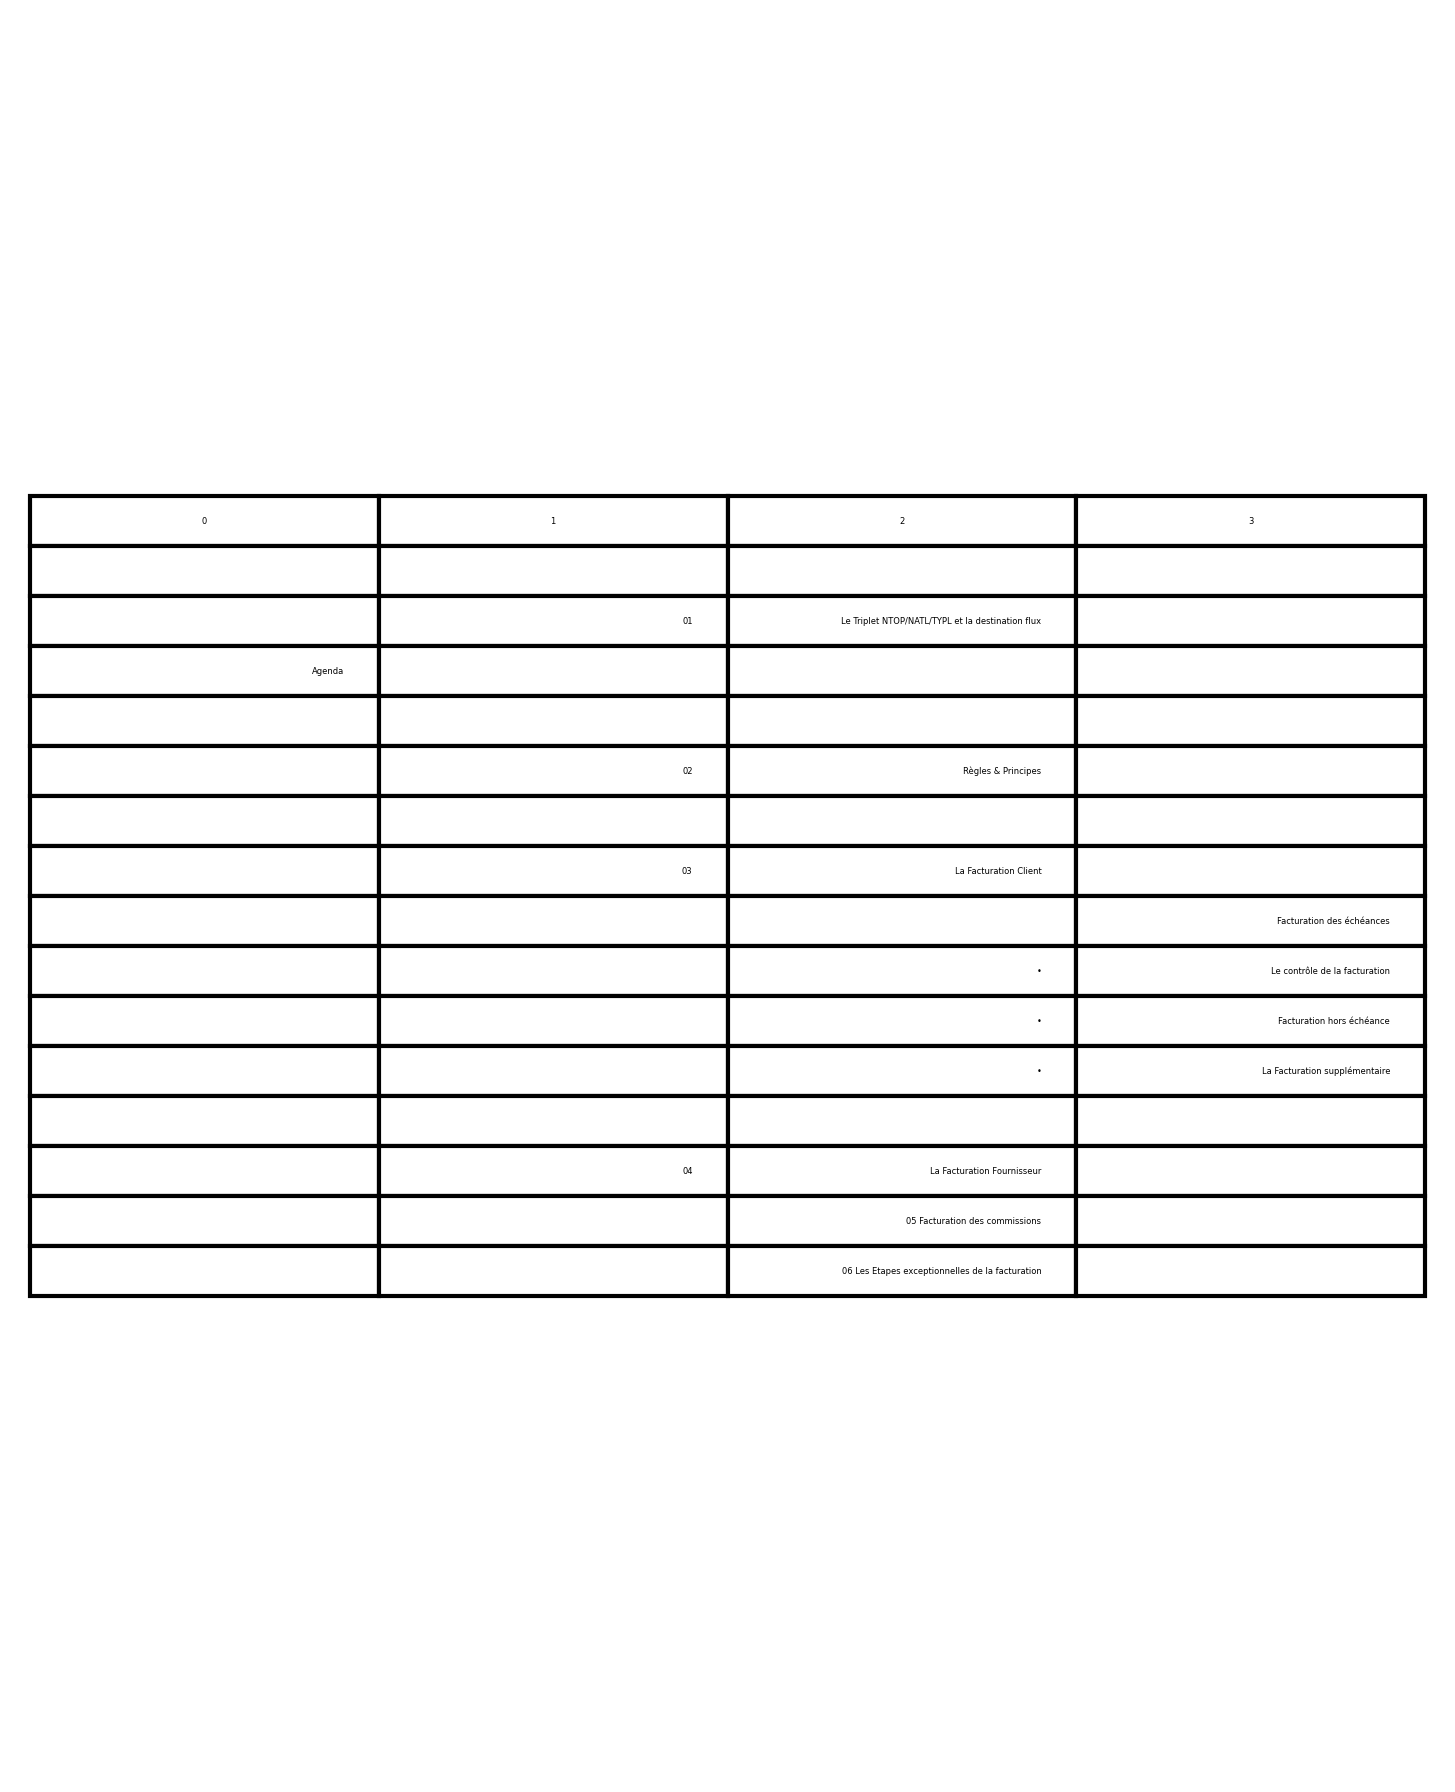 0 1 2 3
01 Le Triplet NTOP/NATL/TYPL et la destination flux
Agenda
02 Règles & Principes
03 La Facturation Client
Facturation des échéances
• Le contrôle de la facturation
• Facturation hors échéance
• La Facturation supplémentaire
04 La Facturation Fournisseur
05 Facturation des commissions
06 Les Etapes exceptionnelles de la facturation